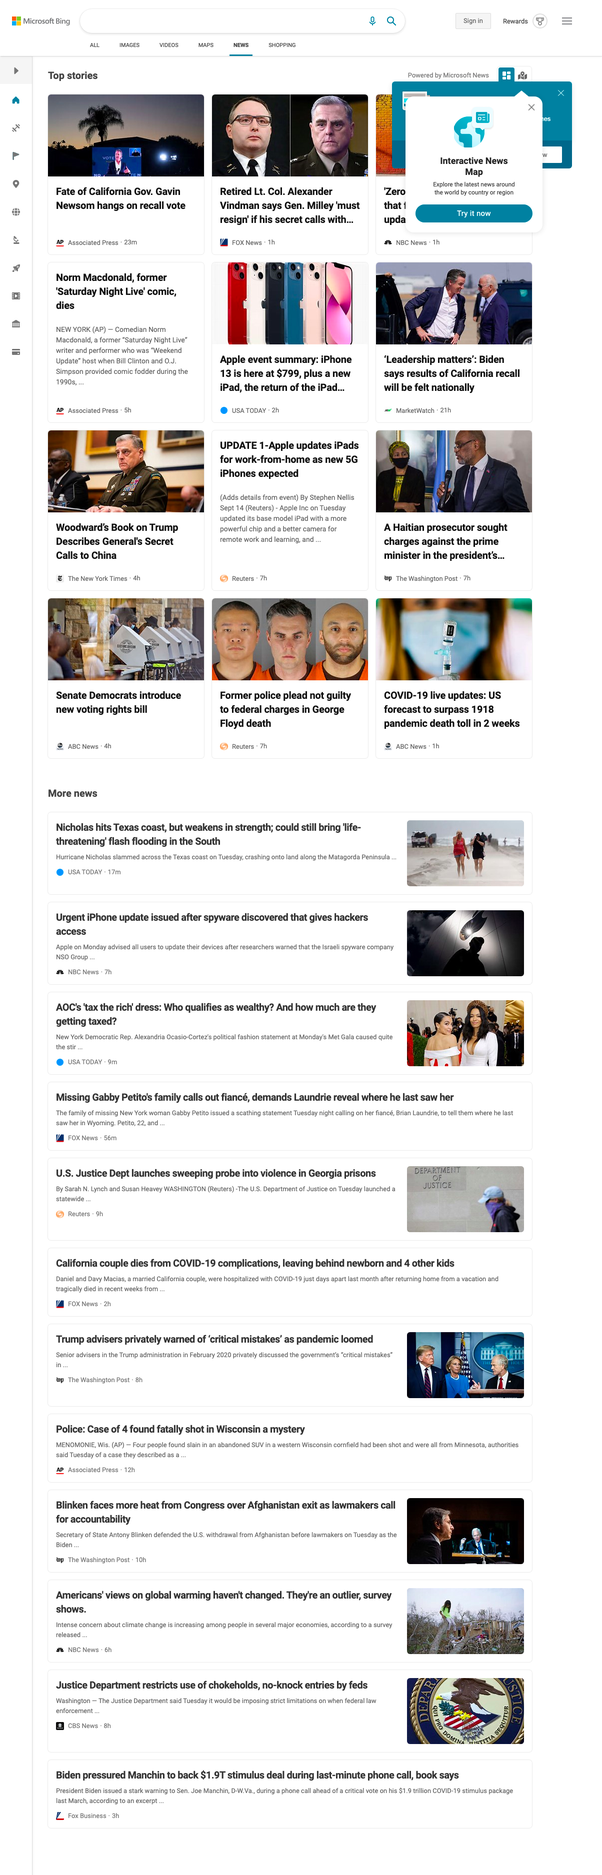 Microsoft Bing
Sign in
Rewards
ALL
IMAGES
VIDEOS
MAPS
NEWS
SHOPPING
Top stories
Powered by Microsoft News
Interactive News
Map
Explore the latest news around
the world by country or region
Try it now
Fate of California Gov. Gavin
Newsom hangs on recall vote
Associated Press · 23m
Retired Lt. Col. Alexander
Vindman says Gen. Milley 'must
resign' if his secret calls with…
FOX News · 1h
'Zero
that f
upda
NBC News · 1h
Norm Macdonald, former
'Saturday Night Live' comic,
dies
NEW YORK (AP) — Comedian Norm
Macdonald, a former "Saturday Night Live"
writer and performer who was "Weekend
Update" host when Bill Clinton and O.J.
Simpson provided comic fodder during the
1990s, ...
Associated Press · 5h
Apple event summary: iPhone
13 is here at $799, plus a new
iPad, the return of the iPad…
USA TODAY · 2h
'Leadership matters': Biden
says results of California recall
will be felt nationally
MarketWatch · 21h
Woodward's Book on Trump
Describes General's Secret
Calls to China
The New York Times · 4h
UPDATE 1-Apple updates iPads
for work-from-home as new 5G
iPhones expected
(Adds details from event) By Stephen Nellis
Sept 14 (Reuters) - Apple Inc on Tuesday
updated its base model iPad with a more
powerful chip and a better camera for
remote work and learning, and ...
Reuters · 7h
A Haitian prosecutor sought
charges against the prime
minister in the president's…
The Washington Post · 7h
Senate Democrats introduce
new voting rights bill
ABC News · 4h
Former police plead not guilty
to federal charges in George
Floyd death
Reuters · 7h
COVID-19 live updates: US
forecast to surpass 1918
pandemic death toll in 2 weeks
ABC News · 1h
More news
Nicholas hits Texas coast, but weakens in strength; could still bring 'life-
threatening' flash flooding in the South
Hurricane Nicholas slammed across the Texas coast on Tuesday, crashing onto land along the Matagorda Peninsula ...
USA TODAY · 17m
Urgent iPhone update issued after spyware discovered that gives hackers
access
Apple on Monday advised all users to update their devices after researchers warned that the Israeli spyware company
NSO Group ...
NBC News · 7h
AOC's 'tax the rich' dress: Who qualifies as wealthy? And how much are they
getting taxed?
New York Democratic Rep. Alexandria Ocasio-Cortez's political fashion statement at Monday's Met Gala caused quite
the stir ...
USA TODAY · 9m
Missing Gabby Petito's family calls out fiancé, demands Laundrie reveal where he last saw her
The family of missing New York woman Gabby Petito issued a scathing statement Tuesday night calling on her fiancé, Brian Laundrie, to tell them where he last
saw her in Wyoming. Petito, 22, and ...
FOX News · 56m
U.S. Justice Dept launches sweeping probe into violence in Georgia prisons
By Sarah N. Lynch and Susan Heavey WASHINGTON (Reuters) -The U.S. Department of Justice on Tuesday launched a
statewide ...
Reuters · 9h
DEPARTMENT
OF
JUSTICE
California couple dies from COVID-19 complications, leaving behind newborn and 4 other kids
Daniel and Davy Macias, a married California couple, were hospitalized with COVID-19 just days apart last month after returning home from a vacation and
tragically died in recent weeks from ...
FOX News · 2h
Trump advisers privately warned of 'critical mistakes' as pandemic loomed
Senior advisers in the Trump administration in February 2020 privately discussed the government's "critical mistakes"
in ...
The Washington Post · 8h
Police: Case of 4 found fatally shot in Wisconsin a mystery
MENOMONIE, Wis. (AP) — Four people found slain in an abandoned SUV in a western Wisconsin cornfield had been shot and were all from Minnesota, authorities
said Tuesday of a case they described as a ...
Associated Press · 12h
Blinken faces more heat from Congress over Afghanistan exit as lawmakers call
for accountability
Secretary of State Antony Blinken defended the U.S. withdrawal from Afghanistan before lawmakers on Tuesday as the
Biden ...
The Washington Post · 10h
Americans' views on global warming haven't changed. They're an outlier, survey
shows.
Intense concern about climate change is increasing among people in several major economies, according to a survey
released ...
NBC News · 6h
Justice Department restricts use of chokeholds, no-knock entries by feds
Washington — The Justice Department said Tuesday it would be imposing strict limitations on when federal law
enforcement ...
CBS News · 8h
Biden pressured Manchin to back $1.9T stimulus deal during last-minute phone call, book says
President Biden issued a stark warning to Sen. Joe Manchin, D-W.Va., during a phone call ahead of a critical vote on his $1.9 trillion COVID-19 stimulus package
last March, according to an excerpt ...
Fox Business · 3h